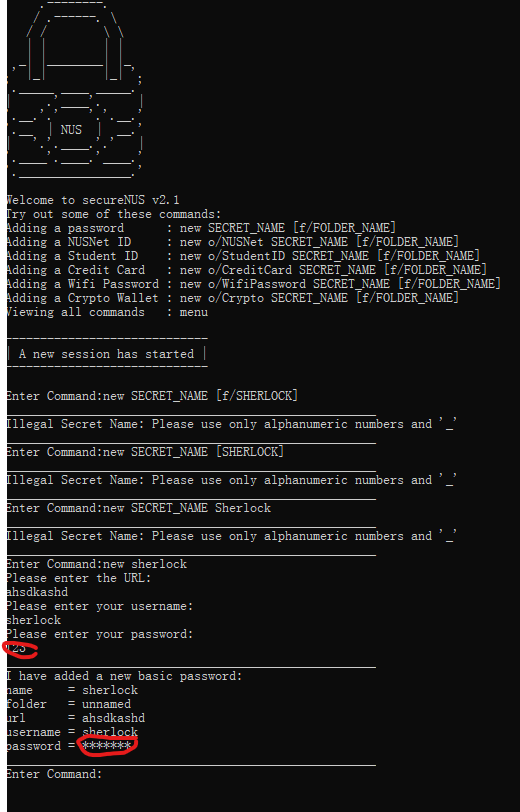 NUS
Welcome to secureNUS v2.1
Try out some of these commands:
Adding a password      : new SECRET_NAME [f/FOLDER_NAME]
Adding a NUSNet ID     : new o/NUSNet SECRET_NAME [f/FOLDER_NAME]
Adding a Student ID    : new o/StudentID SECRET_NAME [f/FOLDER_NAME]
Adding a Credit Card   : new o/CreditCard SECRET_NAME [f/FOLDER_NAME]
Adding a Wifi Password : new o/WifiPassword SECRET_NAME [f/FOLDER_NAME]
Adding a Crypto Wallet : new o/Crypto SECRET_NAME [f/FOLDER_NAME]
Viewing all commands   : menu
| A new session has started |
Enter Command:new SECRET_NAME [f/SHERLOCK]
Illegal Secret Name: Please use only alphanumeric numbers and '_'
Enter Command:new SECRET_NAME [SHERLOCK]
Illegal Secret Name: Please use only alphanumeric numbers and '_'
Enter Command:new SECRET_NAME Sherlock
Illegal Secret Name: Please use only alphanumeric numbers and '_'
Enter Command:new sherlock
Please enter the URL:
ahsdkashd
Please enter your username:
sherlock
Please enter your password:
123
I have added a new basic password:
name     = sherlock
folder   = unnamed
url      = ahsdkashd
username = sherlock
password = *******
Enter Command: